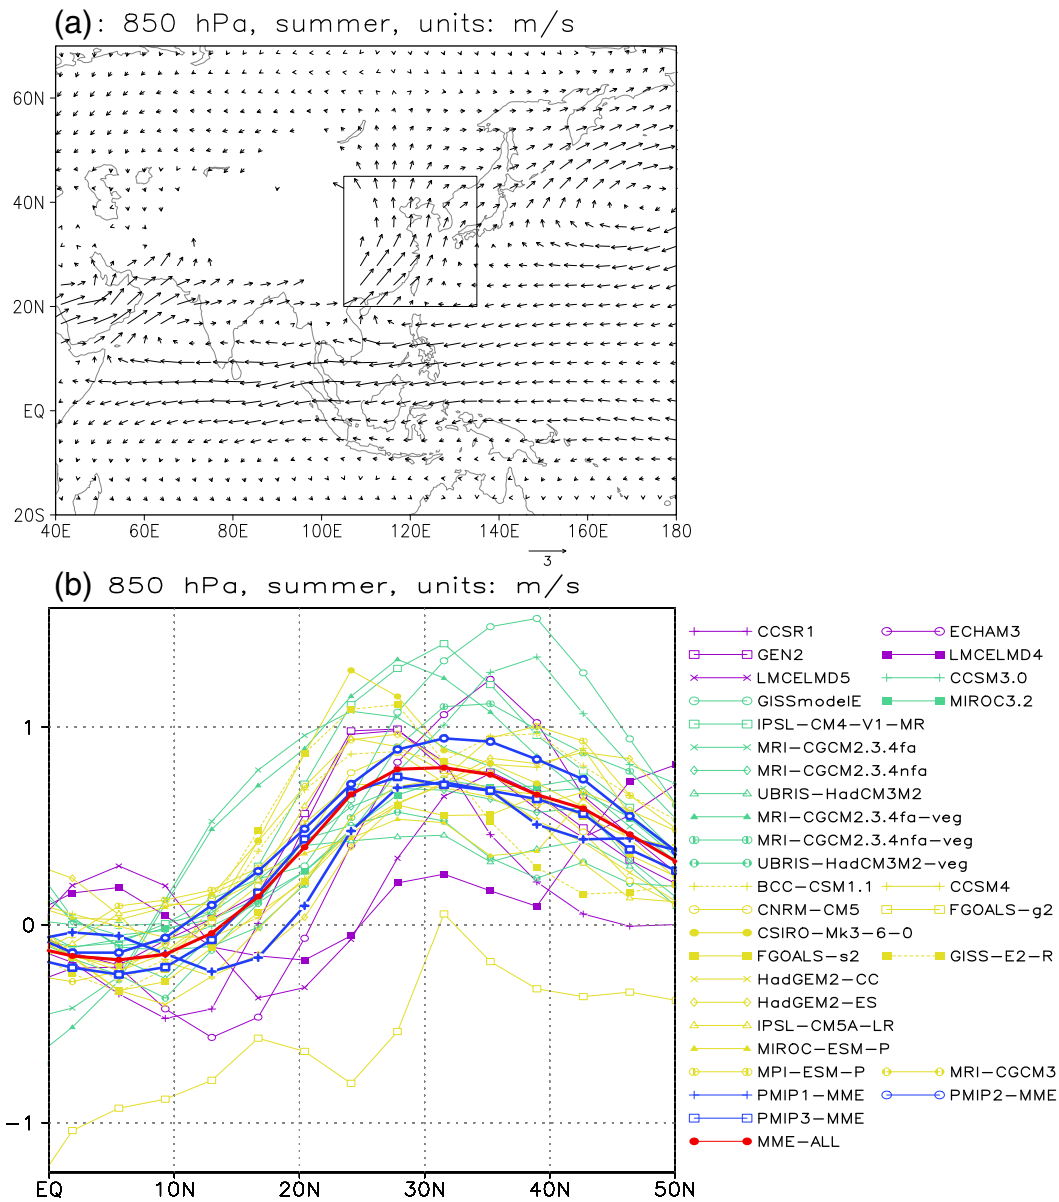 (a): 850 hPa, summer, units: m/s
60N
40N
20N
EQ
20S
40E 60E 80E 100E 120E 140E 160E 180
3
(b) 850 hPa, summer, units: m/s
1
0
−1
EQ 10N 20N 30N 40N 50N
CCSR1 ECHAM3
GEN2 LMCELMD4
LMCELMD5 CCSM3.0
GISSmodelE MIROC3.2
IPSL−CM4−V1−MR
MRI−CGCM2.3.4fa
MRI−CGCM2.3.4nfa
UBRIS−HadCM3M2
MRI−CGCM2.3.4fa−veg
MRI−CGCM2.3.4nfa−veg
UBRIS−HadCM3M2−veg
BCC−CSM1.1 CCSM4
CNRM−CM5 FGOALS−g2
CSIRO−Mk3−6−0
FGOALS−s2 GISS−E2−R
HadGEM2−CC
HadGEM2−ES
IPSL−CM5A−LR
MIROC−ESM−P
MPI−ESM−P MRI−CGCM3
PMIP1−MME PMIP2−MME
PMIP3−MME
MME−ALL